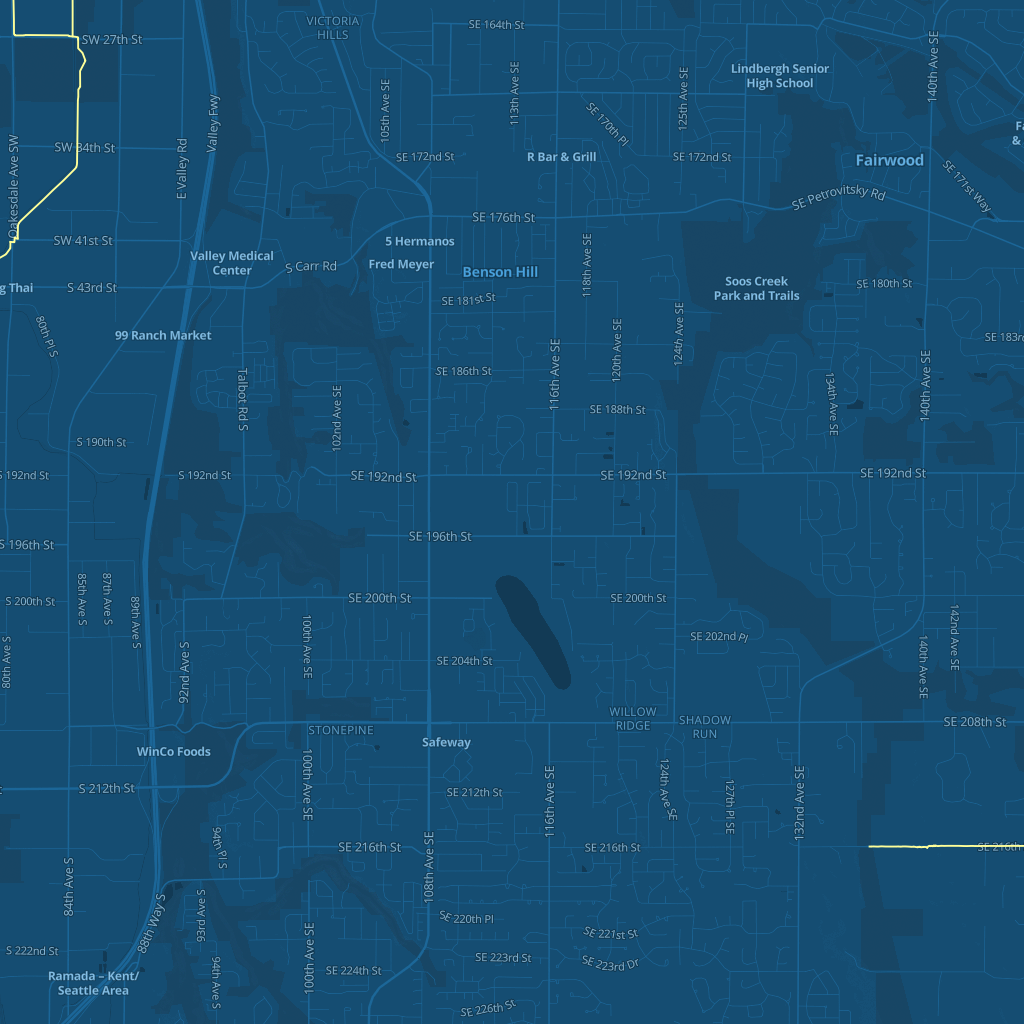 VICTORIA
HILLS
SE 164th St
SW 27th St
Lindbergh Senior
High School
140th Ave SE
105th Ave SE
113th Ave SE
125th Ave SE
Valley Fwy
SE 170th Pl
SW 34th St
E Valley Rd
SE 172nd St
R Bar & Grill
SE 172nd St
Fairwood
&
SE 171st Way
Oakesdale Ave SW
SE Petrovitsky Rd
SE 176th St
SW 41st St
5 Hermanos
Valley Medical
Center
S Carr Rd
Fred Meyer
Benson Hill
118th Ave SE
Soos Creek
Park and Trails
SE 180th St
g Thai
S 43rd St
SE 181st St
80th Pl S
99 Ranch Market
124th Ave SE
120th Ave SE
SE 183rd
Talbot Rd S
SE 186th St
116th Ave SE
140th Ave SE
102nd Ave SE
134th Ave SE
SE 188th St
S 190th St
S 192nd St
S 192nd St
SE 192nd St
SE 192nd St
SE 192nd St
S 196th St
SE 196th St
85th Ave S
87th Ave S
89th Ave S
S 200th St
SE 200th St
SE 200th St
142nd Ave SE
100th Ave SE
SE 202nd Pl
140th Ave SE
80th Ave S
92nd Ave S
SE 204th St
WILLOW
RIDGE
SHADOW
RUN
SE 208th St
STONEPINE
WinCo Foods
Safeway
100th Ave SE
S 212th St
SE 212th St
116th Ave SE
124th Ave SE
127th Pl SE
132nd Ave SE
94th Pl S
SE 216th St
SE 216th St
SE 216th
84th Ave S
108th Ave SE
93rd Ave S
88th Way S
SE 220th Pl
SE 221st St
S 222nd St
100th Ave SE
SE 223rd St
SE 223rd Dr
Ramada – Kent/
Seattle Area
94th Ave S
SE 224th St
SE 226th St